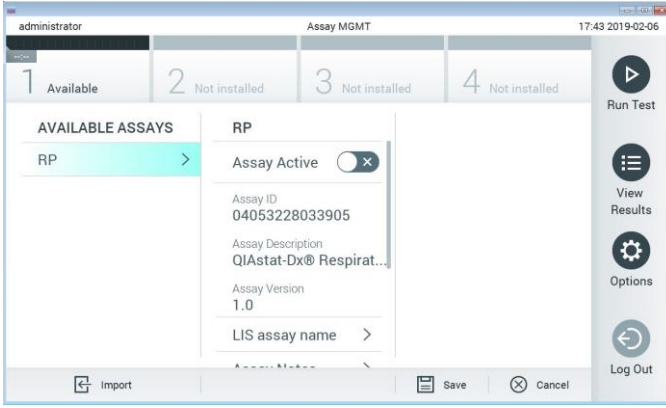 administrator Assay MGMT 17:43 2019-02-06
1 Available 2 Not installed 3 Not installed 4 Not installed
Run Test
AVAILABLE ASSAYS RP
RP
Assay Active
Assay ID
04053228033905
Assay Description
QIAstat-Dx® Respirat...
Assay Version
1.0
LIS assay name
View
Results
Options
Log Out
Import Save Cancel